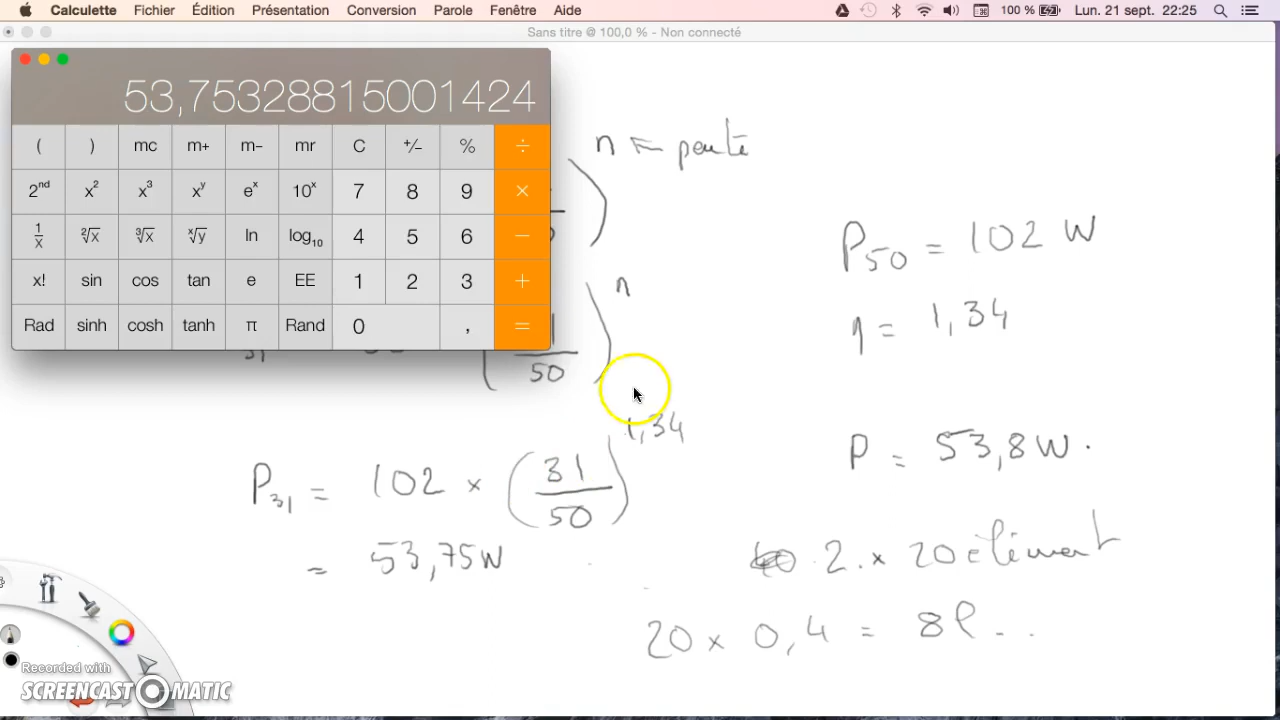 Calculette Fichier Édition Présentation Conversion Parole Fenêtre Aide 100 % Lun. 21 sept. 22:25
Sans titre @ 100,0 % - Non connecté
53,75328815001424
( ) mc m+ m- mr C +/- % ÷
2nd x² x³ xʸ eˣ 10ˣ 7 8 9 ×
1/x ²√x ³√x ˣ√y ln log₁₀ 4 5 6 −
x! sin cos tan e EE 1 2 3 +
Rad sinh cosh tanh π Rand 0 , =
n = pente
n
50
P₅₀ = 102 W
n = 1,34
P₃₁ = 102 × (31/50)^1,34
= 53,75 W
P = 53,8 W.
2. × 20 élément
20 × 0,4 = 8l ...
Recorded with
SCREENCAST O MATIC